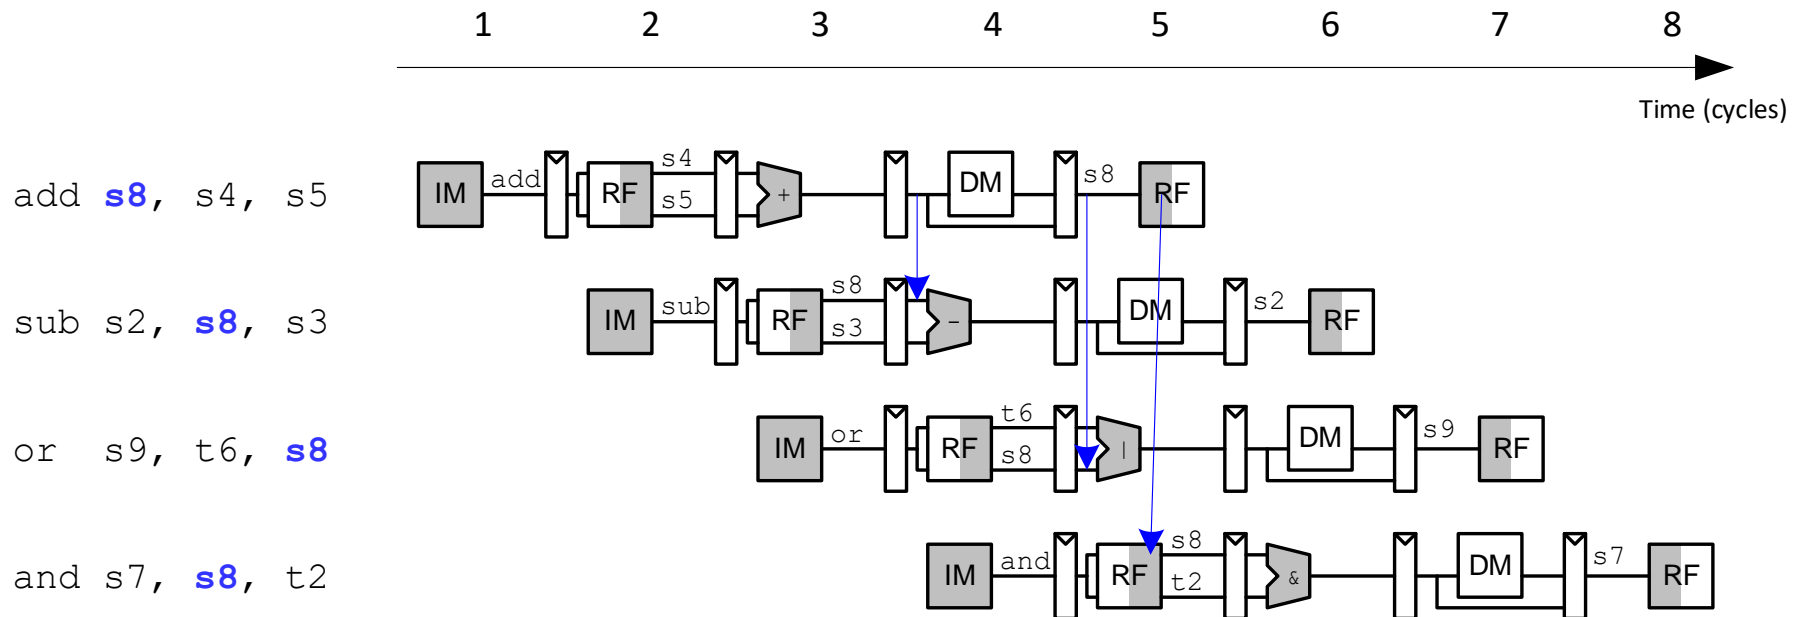 1 2 3 4 5 6 7 8
Time (cycles)
add s8, s4, s5 IM add RF s4 s5 + DM s8 RF
sub s2, s8, s3 IM sub RF s8 s3 - DM s2 RF
or s9, t6, s8 IM or RF t6 s8 | DM s9 RF
and s7, s8, t2 IM and RF s8 t2 & DM s7 RF